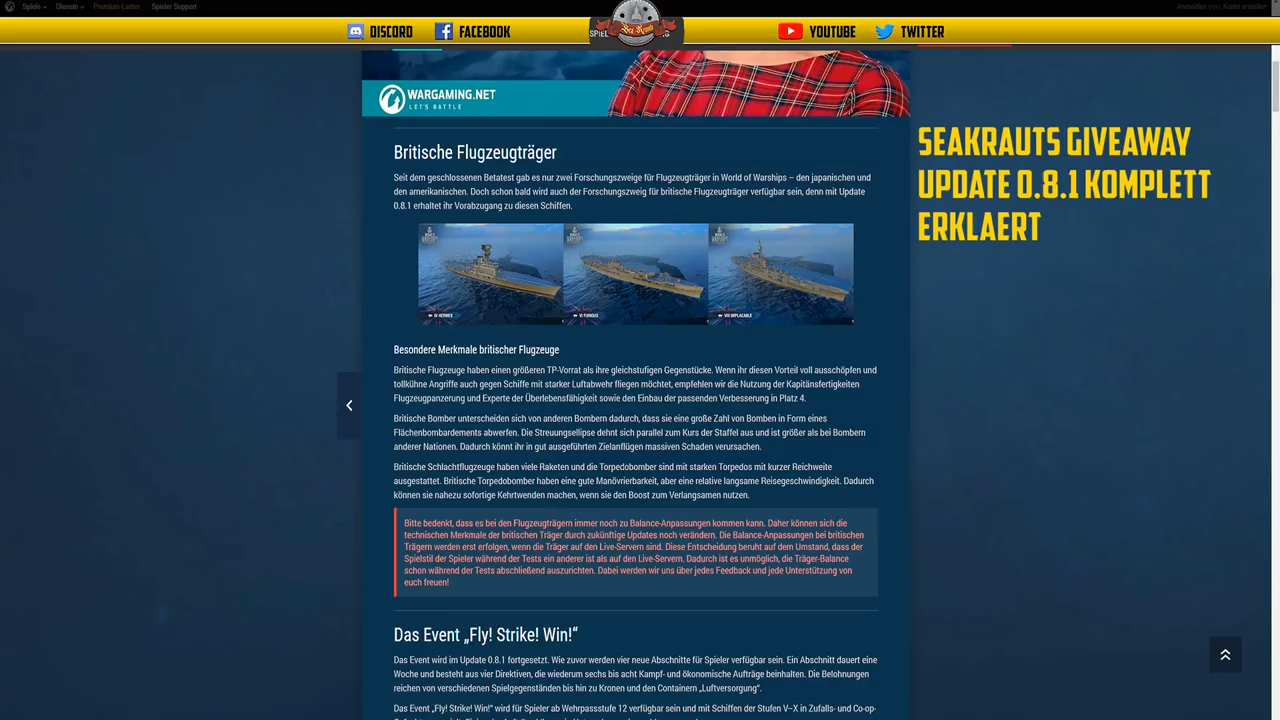 Spiele Dienste Premium-Laden Spieler Support
Anmelden oder Konto erstellen
DISCORD FACEBOOK YOUTUBE TWITTER
WARGAMING.NET
LET'S BATTLE
SEAKRAUTS GIVEAWAY
UPDATE 0.8.1 KOMPLETT
ERKLAERT
Britische Flugzeugträger
Seit dem geschlossenen Betatest gab es nur zwei Forschungszweige für Flugzeugträger in World of Warships – den japanischen und
den amerikanischen. Doch schon bald wird auch der Forschungszweig für britische Flugzeugträger verfügbar sein, denn mit Update
0.8.1 erhaltet ihr Vorabzugang zu diesen Schiffen.
IV HERMES VI FURIOUS VIII IMPLACABLE
Besondere Merkmale britischer Flugzeuge
Britische Flugzeuge haben einen größeren TP-Vorrat als ihre gleichstufigen Gegenstücke. Wenn ihr diesen Vorteil voll ausschöpfen und
tollkühne Angriffe auch gegen Schiffe mit starker Luftabwehr fliegen möchtet, empfehlen wir die Nutzung der Kapitänsfertigkeiten
Flugzeugpanzerung und Experte der Überlebensfähigkeit sowie den Einbau der passenden Verbesserung in Platz 4.
Britische Bomber unterscheiden sich von anderen Bombern dadurch, dass sie eine große Zahl von Bomben in Form eines
Flächenbombardements abwerfen. Die Streuungsellipse dehnt sich parallel zum Kurs der Staffel aus und ist größer als bei Bombern
anderer Nationen. Dadurch könnt ihr in gut ausgeführten Zielanflügen massiven Schaden verursachen.
Britische Schlachtflugzeuge haben viele Raketen und die Torpedobomber sind mit starken Torpedos mit kurzer Reichweite
ausgestattet. Britische Torpedobomber haben eine gute Manövrierbarkeit, aber eine relative langsame Reisegeschwindigkeit. Dadurch
können sie nahezu sofortige Kehrtwenden machen, wenn sie den Boost zum Verlangsamen nutzen.
Bitte bedenkt, dass es bei den Flugzeugträgern immer noch zu Balance-Anpassungen kommen kann. Daher können sich die
technischen Merkmale der britischen Träger durch zukünftige Updates noch verändern. Die Balance-Anpassungen bei britischen
Trägern werden erst erfolgen, wenn die Träger auf den Live-Servern sind. Diese Entscheidung beruht auf dem Umstand, dass der
Spielstil der Spieler während der Tests ein anderer ist als auf den Live-Servern. Dadurch ist es unmöglich, die Träger-Balance
schon während der Tests abschließend auszurichten. Dabei werden wir uns über jedes Feedback und jede Unterstützung von
euch freuen!
Das Event „Fly! Strike! Win!“
Das Event wird im Update 0.8.1 fortgesetzt. Wie zuvor werden vier neue Abschnitte für Spieler verfügbar sein. Ein Abschnitt dauert eine
Woche und besteht aus vier Direktiven, die wiederum sechs bis acht Kampf- und ökonomische Aufträge beinhalten. Die Belohnungen
reichen von verschiedenen Spielgegenständen bis hin zu Kronen und den Containern „Luftversorgung“.
Das Event „Fly! Strike! Win!“ wird für Spieler ab Wehrpassstufe 12 verfügbar sein und mit Schiffen der Stufen V–X in Zufalls- und Co-op-